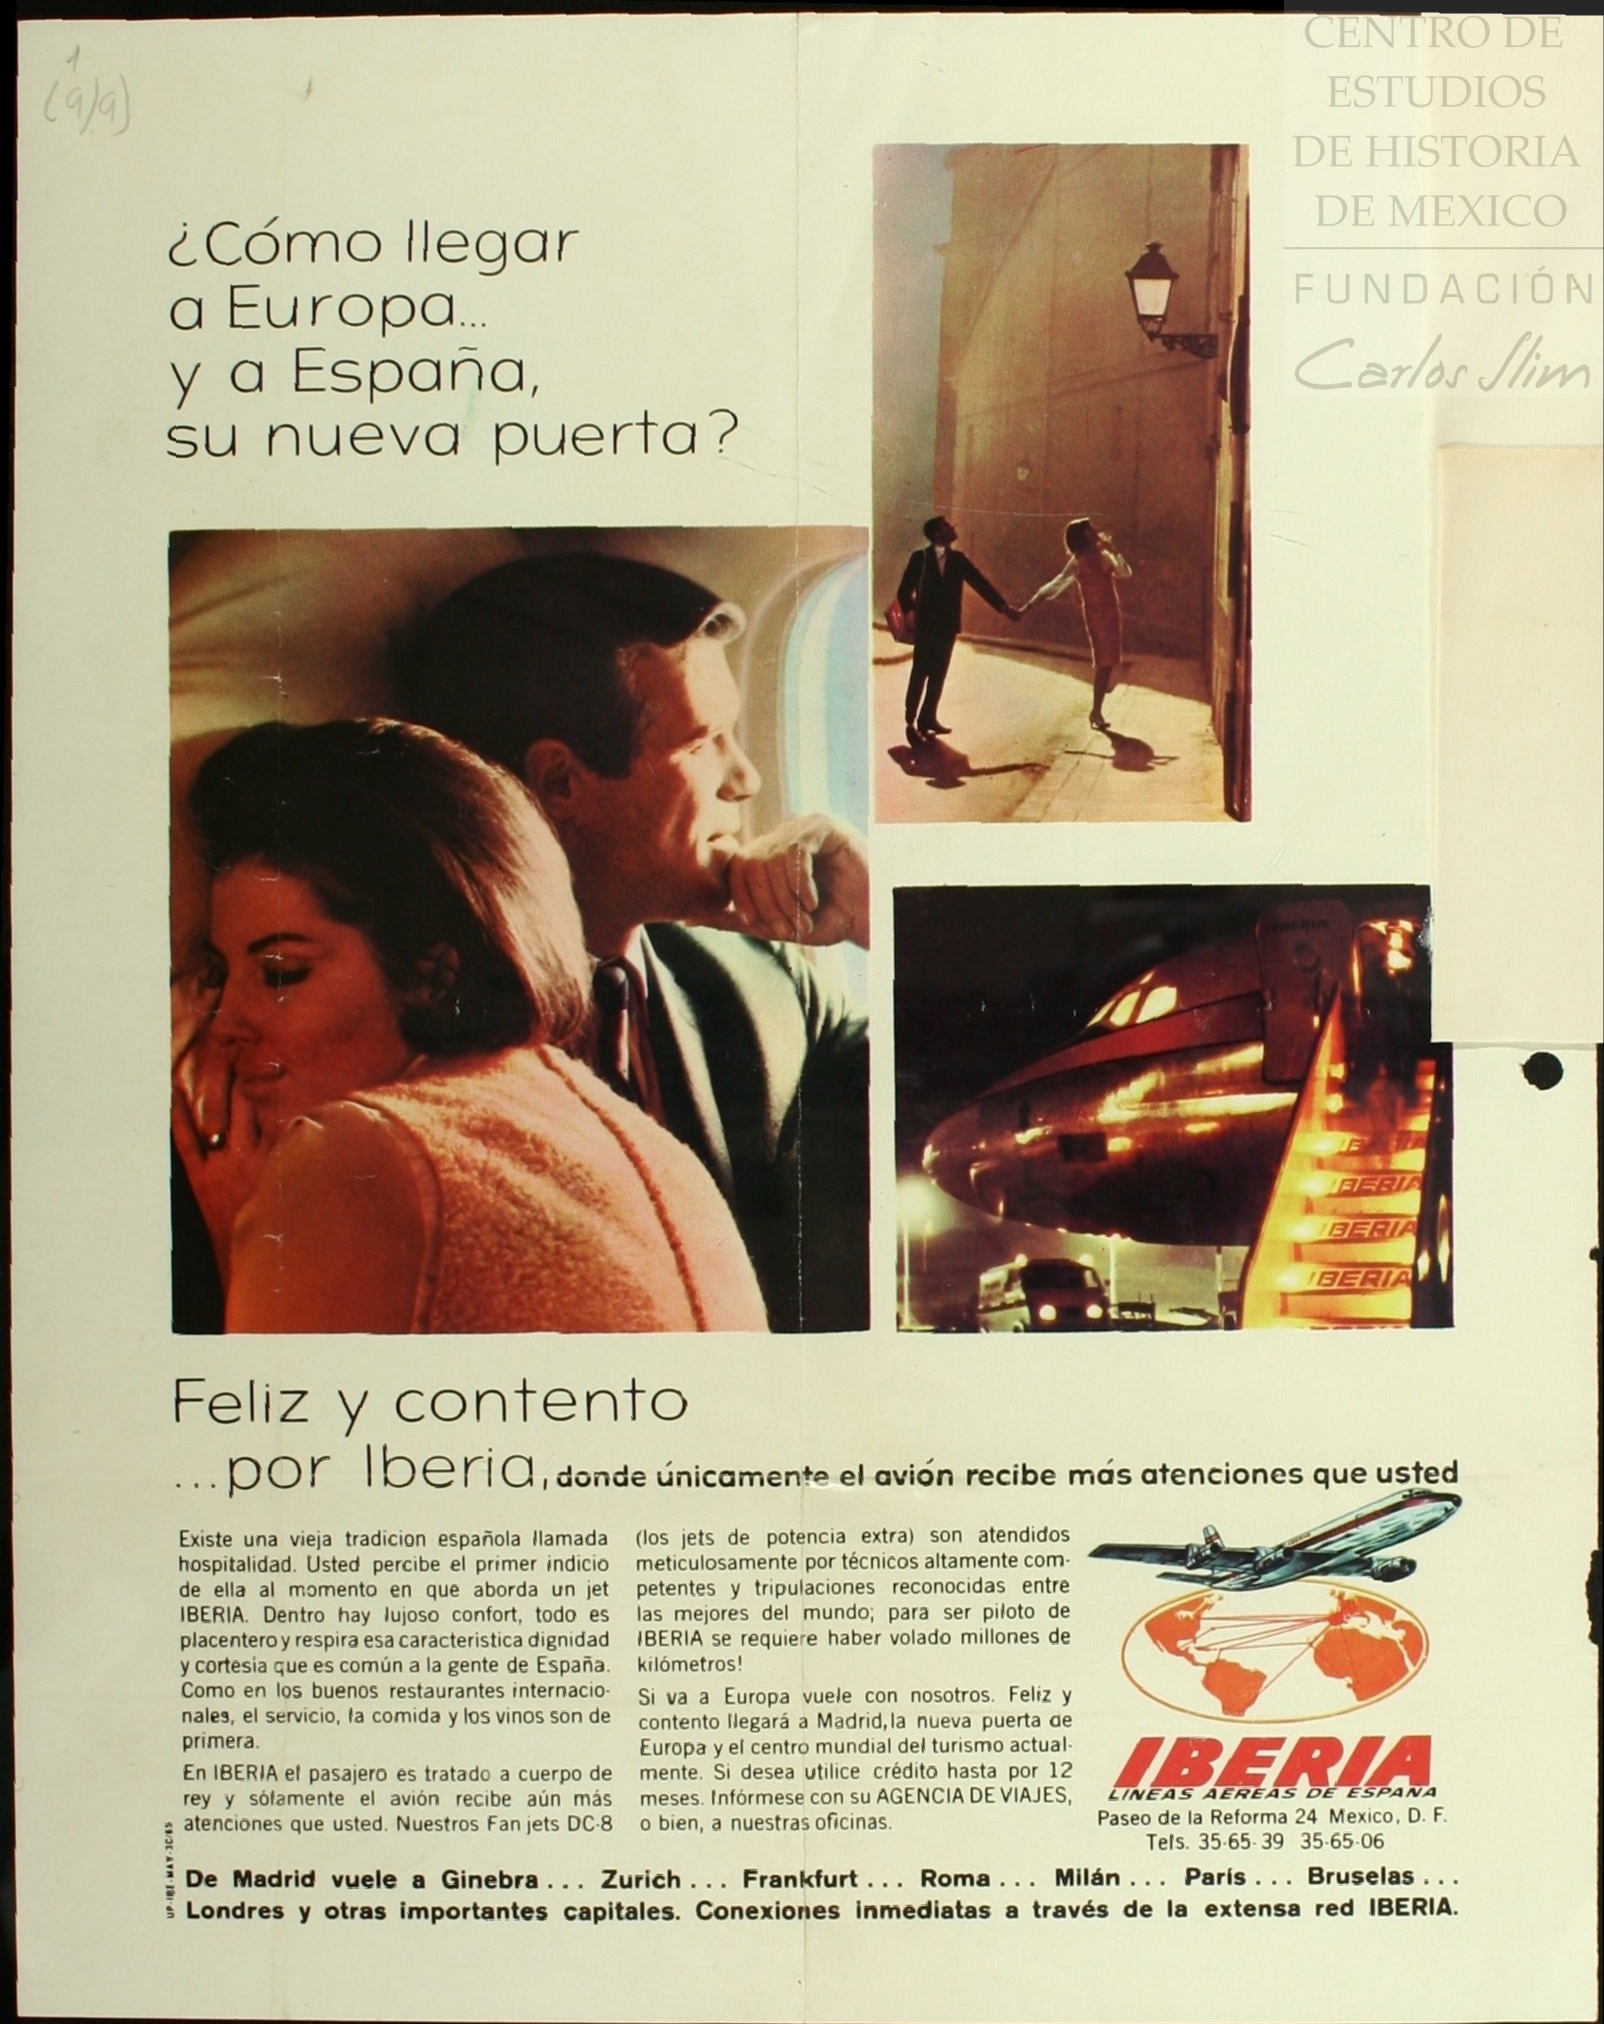 1
(9/9)
CENTRO DE
ESTUDIOS
DE HISTORIA
DE MEXICO
FUNDACIÓN
Carlos Slim
¿Cómo llegar
a Europa...
y a España,
su nueva puerta?
IBERIA
IBERIA
IBERIA
IBERIA
IBERIA
Feliz y contento
...por Iberia, donde únicamente el avión recibe más atenciones que usted
Existe una vieja tradicion española llamada
hospitalidad. Usted percibe el primer indicio
de ella al momento en que aborda un jet
IBERIA. Dentro hay lujoso confort, todo es
placentero y respira esa característica dignidad
y cortesía que es común a la gente de España.
Como en los buenos restaurantes internacio-
nales, el servicio, la comida y los vinos son de
primera.
En IBERIA el pasajero es tratado a cuerpo de
rey y sólamente el avión recibe aún más
atenciones que usted. Nuestros Fan jets DC-8
(los jets de potencia extra) son atendidos
meticulosamente por técnicos altamente com-
petentes y tripulaciones reconocidas entre
las mejores del mundo; para ser piloto de
IBERIA se requiere haber volado millones de
kilómetros!
Si va a Europa vuele con nosotros. Feliz y
contento llegará a Madrid, la nueva puerta de
Europa y el centro mundial del turismo actual-
mente. Si desea utilice crédito hasta por 12
meses. Infórmese con su AGENCIA DE VIAJES,
o bien, a nuestras oficinas.
IBERIA
LINEAS AEREAS DE ESPAÑA
Paseo de la Reforma 24 Mexico, D. F.
Tels. 35-65-39 35-65-06
UP-IBE-MAY-3C/65
De Madrid vuele a Ginebra... Zurich... Frankfurt... Roma... Milán... París... Bruselas...
Londres y otras importantes capitales. Conexiones inmediatas a través de la extensa red IBERIA.